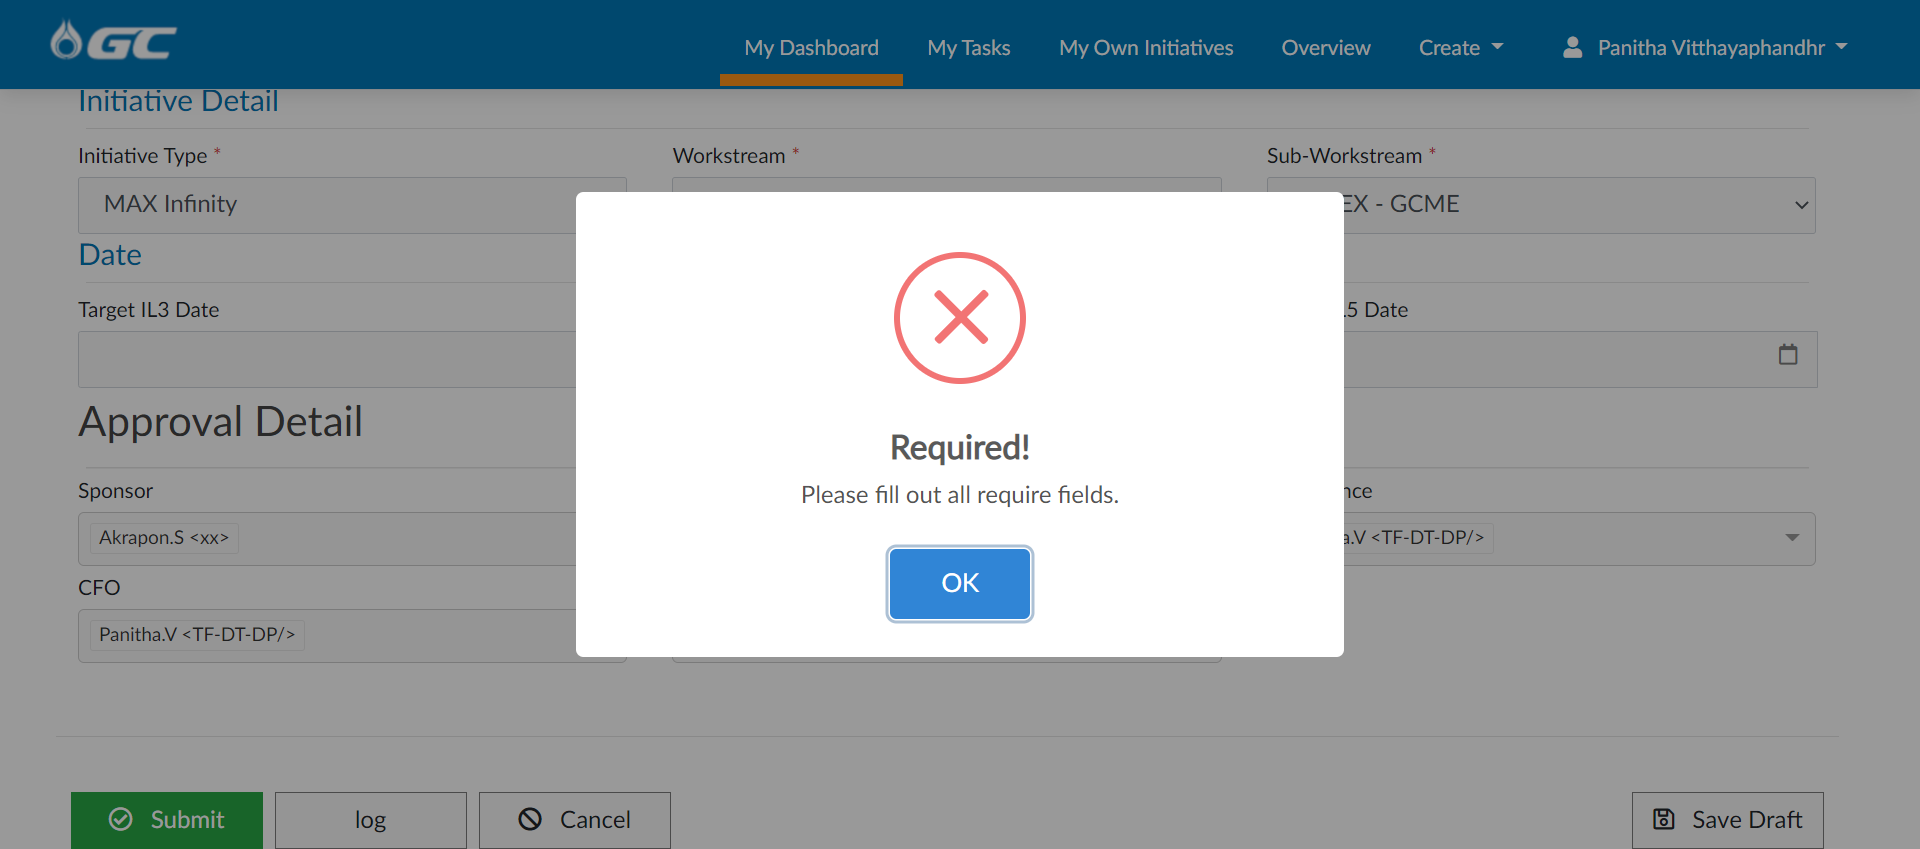 GC
My Dashboard My Tasks My Own Initiatives Overview Create Panitha Vitthayaphandhr
Initiative Detail
Initiative Type * Workstream * Sub-Workstream *
MAX Infinity EX - GCME
Date
Target IL3 Date .5 Date
Approval Detail
Sponsor nce
Akrapon.S <xx> a.V <TF-DT-DP/>
CFO
Panitha.V <TF-DT-DP/>
Required!
Please fill out all require fields.
OK
Submit log Cancel Save Draft